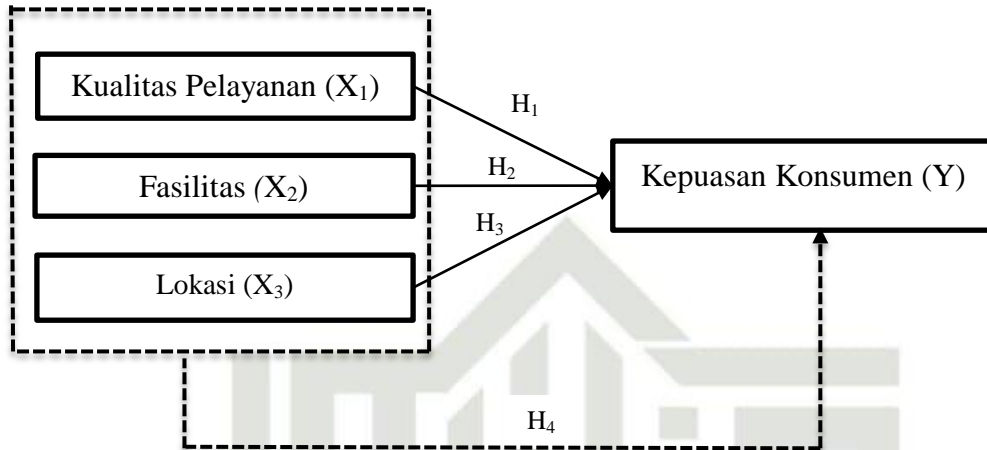 Kualitas Pelayanan (X₁)
H₁
Fasilitas (X₂)
H₂
Kepuasan Konsumen (Y)
H₃
Lokasi (X₃)
H₄